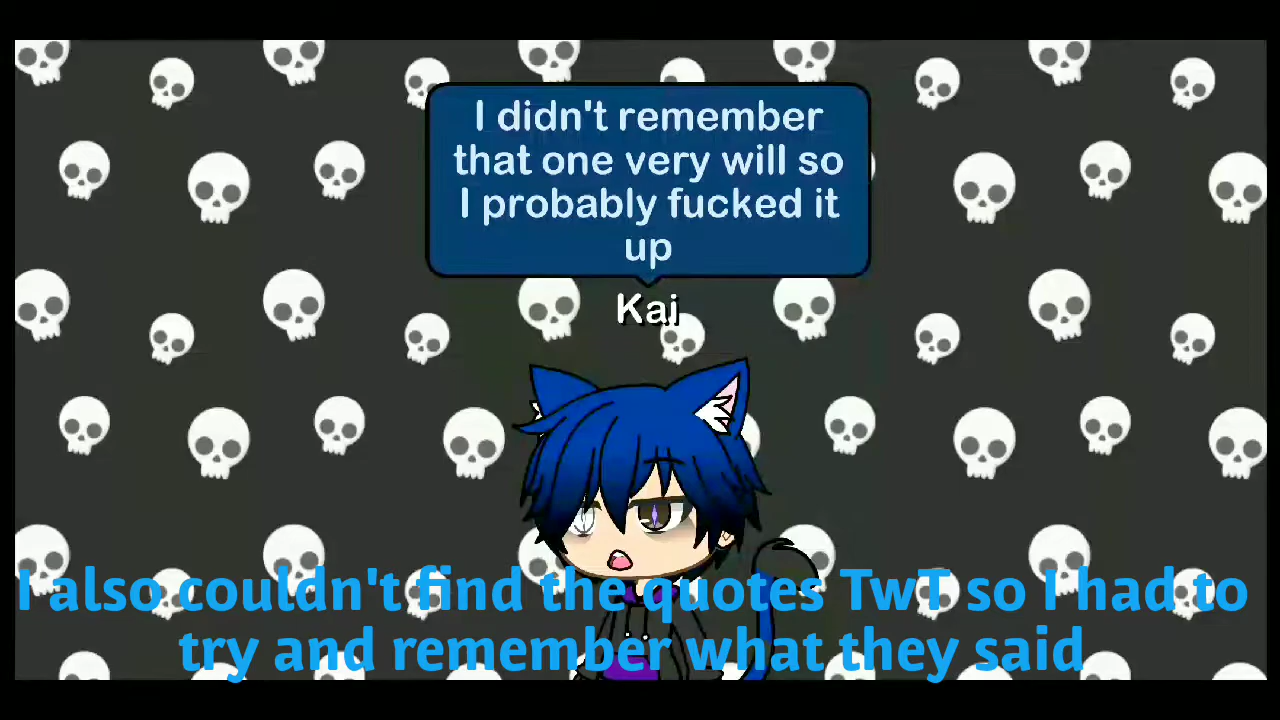 I didn't remember
that one very will so
I probably fucked it
up
Kai
I also couldn't find the quotes TwT so I had to
try and remember what they said